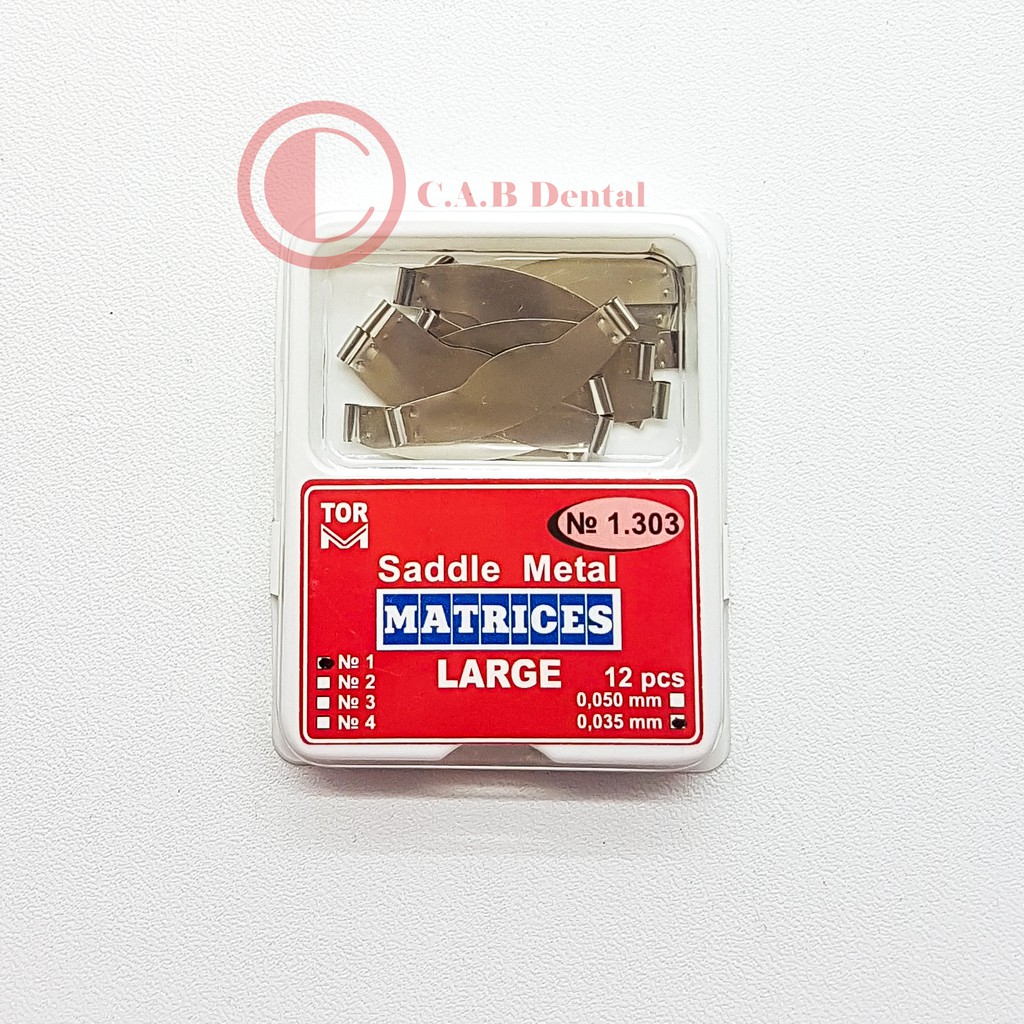 C.A.B Dental
TOR
№ 1.303
Saddle Metal
MATRICES
LARGE
12 pcs
№ 1
№ 2
№ 3
№ 4
0,050 mm
0,035 mm